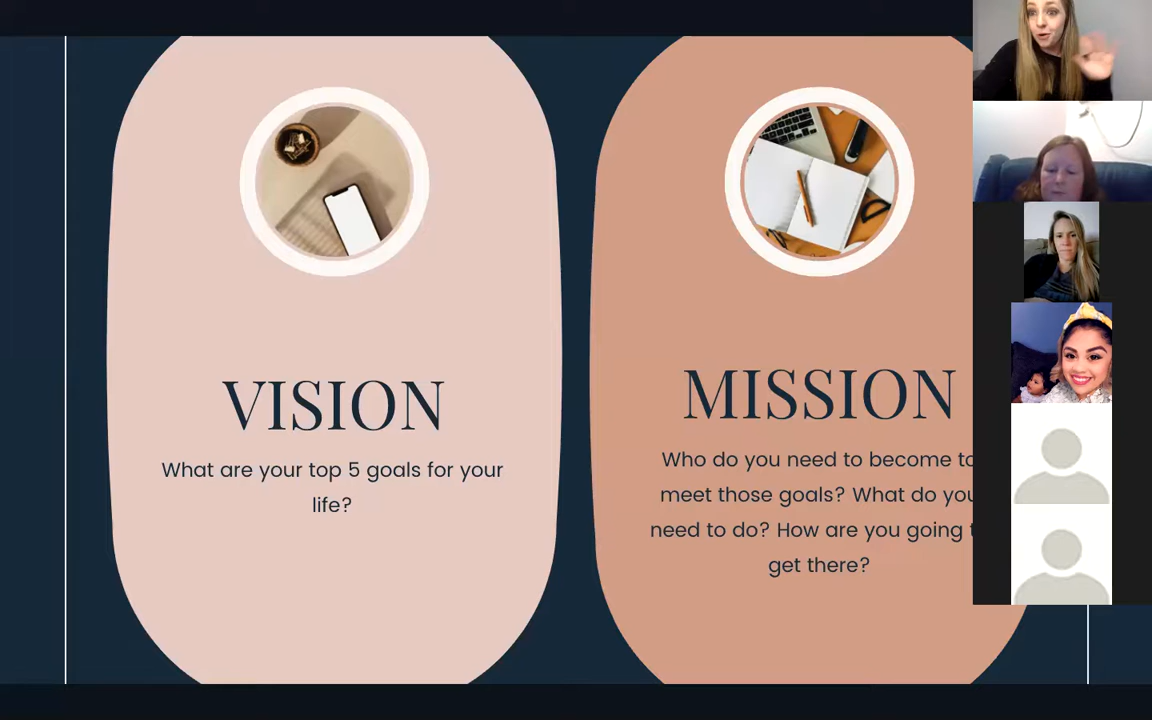 VISION
What are your top 5 goals for your
life?
MISSION
Who do you need to become to
meet those goals? What do you
need to do? How are you going
get there?